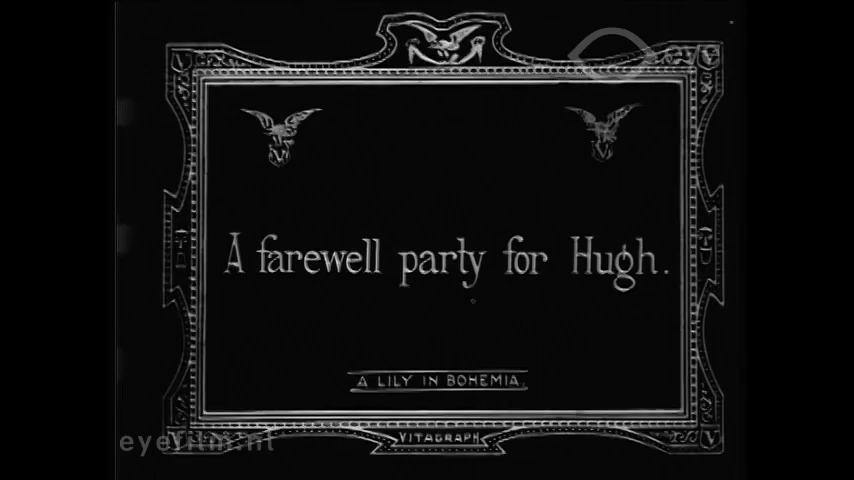 A farewell party for Hugh.
A LILY IN BOHEMIA.
VITAGRAPH
eyefilm.nl